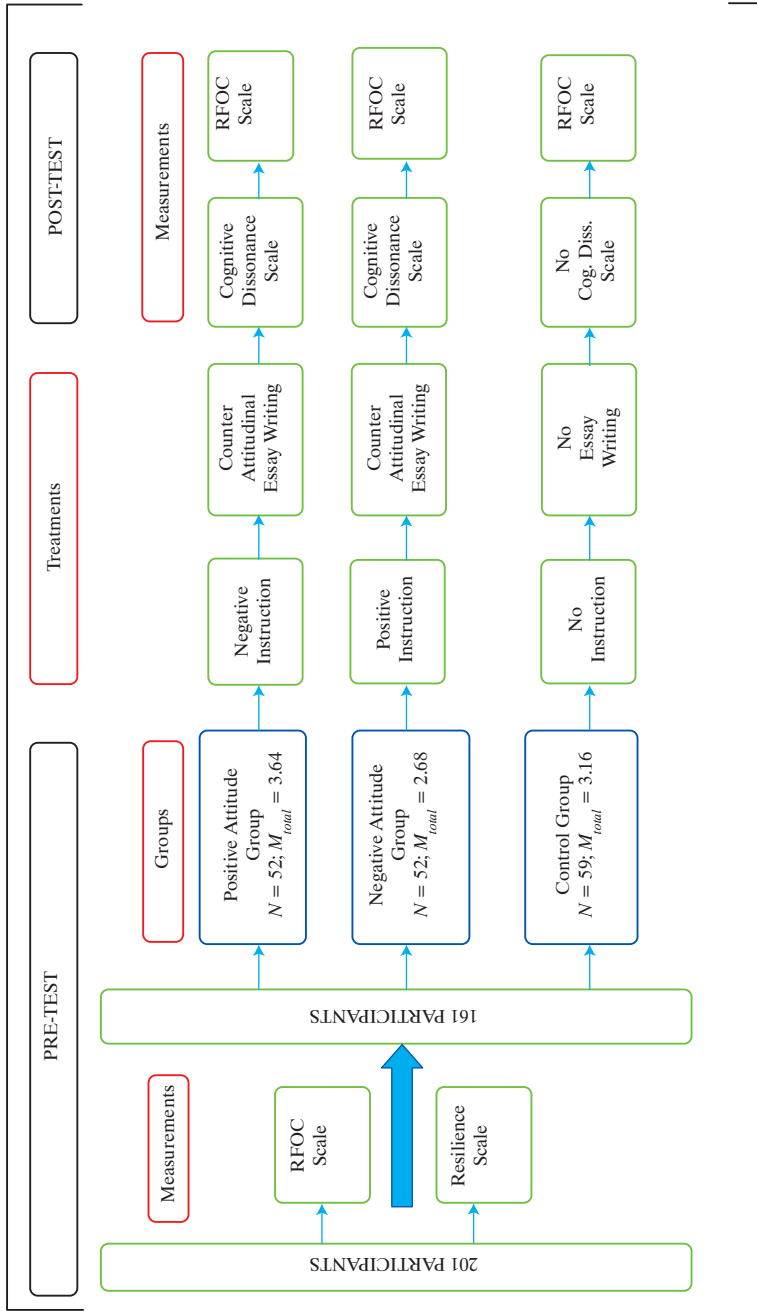 PRE-TEST
Treatments
POST-TEST
Measurements
Groups
Measurements
201 PARTICIPANTS
RFOC
Scale
Resilience
Scale
161 PARTICIPANTS
Positive Attitude
Group
N = 52; M total = 3.64
Negative
Instruction
Counter
Attitudinal
Essay Writing
Cognitive
Dissonance
Scale
RFOC
Scale
Negative Attitude
Group
N = 52; M total = 2.68
Positive
Instruction
Counter
Attitudinal
Essay Writing
Cognitive
Dissonance
Scale
RFOC
Scale
Control Group
N = 59; M total = 3.16
No
Instruction
No
Essay
Writing
No
Cog. Diss.
Scale
RFOC
Scale